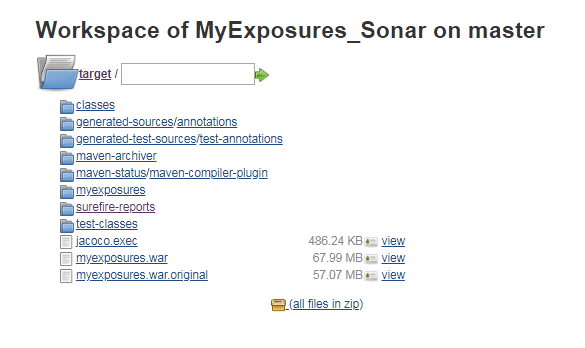 Workspace of MyExposures_Sonar on master
target /
classes
generated-sources/annotations
generated-test-sources/test-annotations
maven-archiver
maven-status/maven-compiler-plugin
myexposures
surefire-reports
test-classes
jacoco.exec 486.24 KB view
myexposures.war 67.99 MB view
myexposures.war.original 57.07 MB view
(all files in zip)